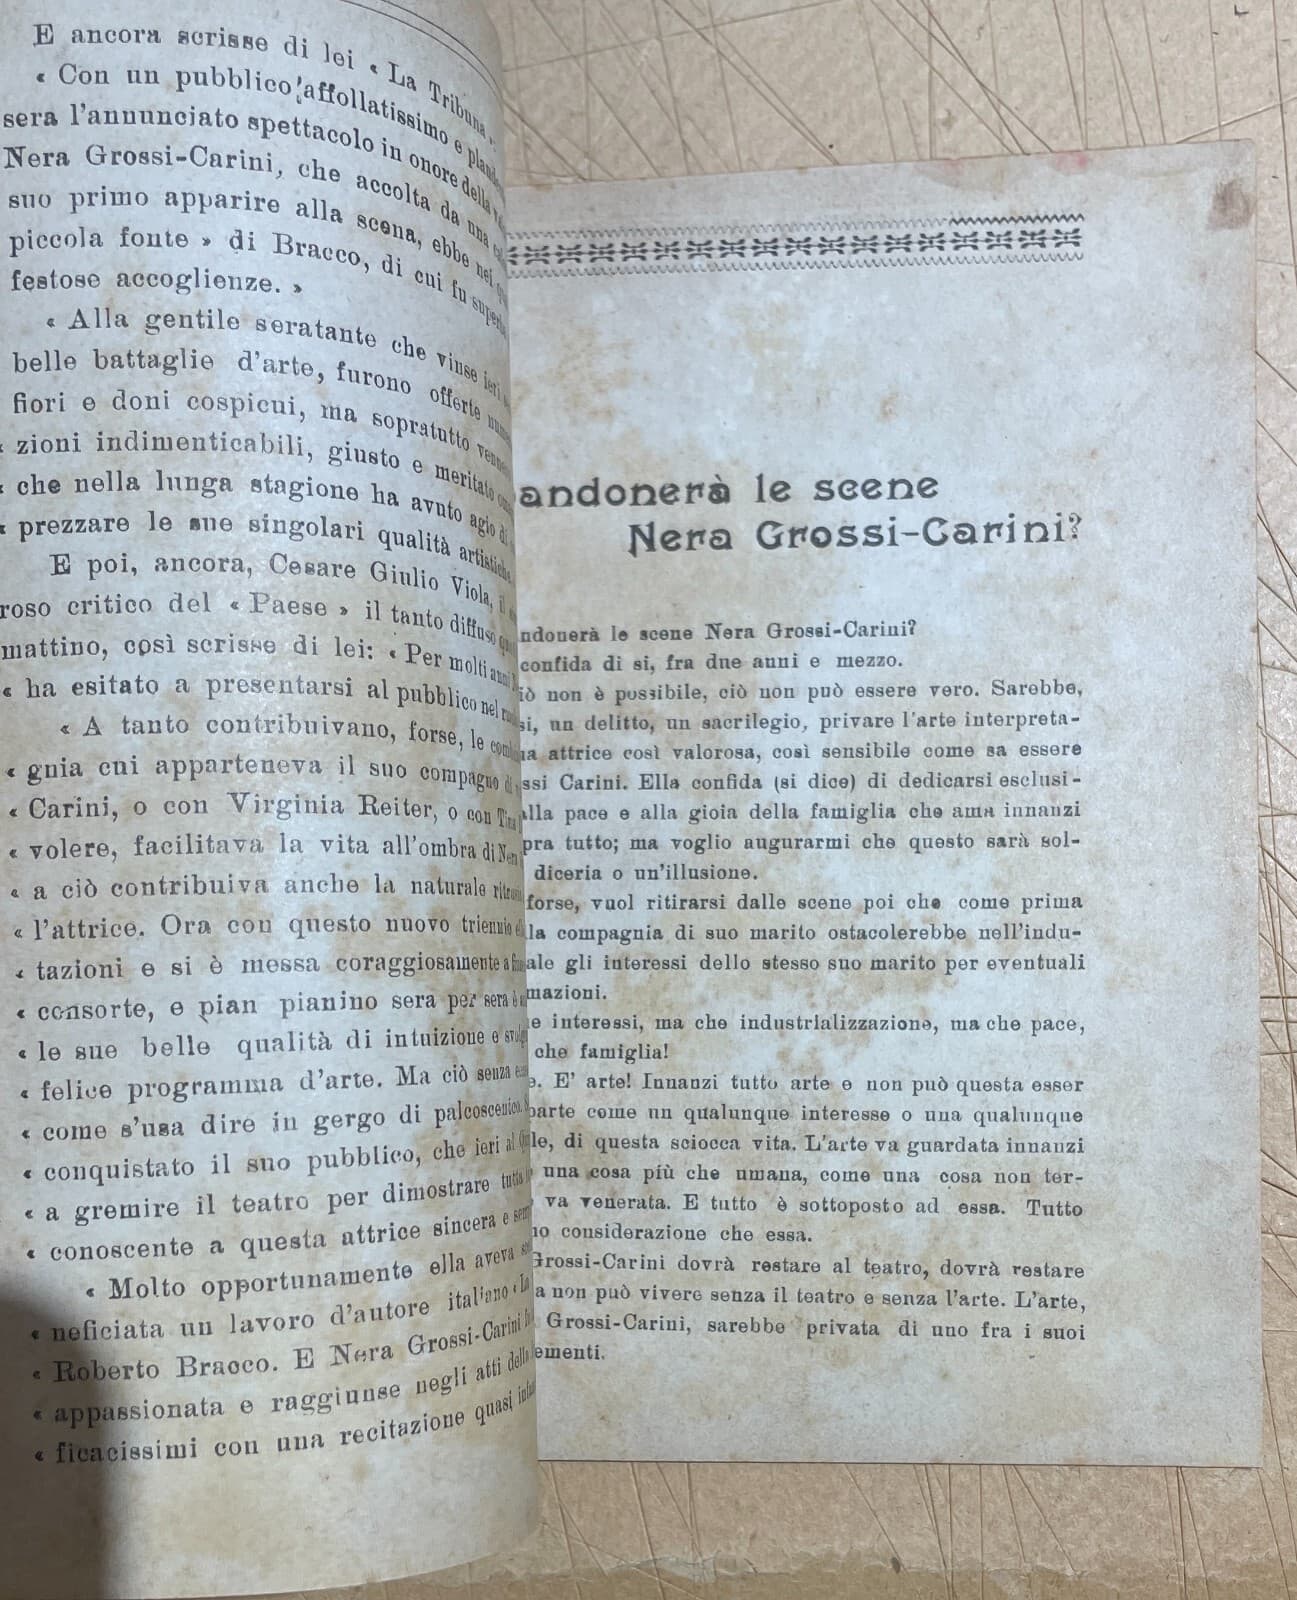 E ancora scrisse di lei « La Tribuna »
« Con un pubblico affollatissimo e
sera l'annunciato spettacolo in onore della
Nera Grossi-Carini, che accolta da una
suo primo apparire alla scena, ebbe nel
piccola fonte » di Bracco, di cui fu
festose accoglienze. »
« Alla gentile seratante che vinse ieri
belle battaglie d'arte, furono offerte
fiori e doni cospicui, ma sopratutto
« zioni indimenticabili, giusto e meritato
« che nella lunga stagione ha avuto agio di
« prezzare le sue singolari qualità artistiche
E poi, ancora, Cesare Giulio Viola, il
roso critico del « Paese » il tanto diffuso
mattino, così scrisse di lei: « Per molti anni
« ha esitato a presentarsi al pubblico nel
« A tanto contribuivano, forse, le
« gnia cui apparteneva il suo compagno di
« Carini, o con Virginia Reiter, o con Tina
« volere, facilitava la vita all'ombra di
« a ciò contribuiva anche la naturale
« l'attrice. Ora con questo nuovo triennio
« tazioni e si è messa coraggiosamente a
« consorte, e pian pianino sera per sera è
« le sue belle qualità di intuizione e
« felice programma d'arte. Ma ciò senza
« come s'usa dire in gergo di palcoscenico.
« conquistato il suo pubblico, che ieri al
« a gremire il teatro per dimostrare tutta
« conoscente a questa attrice sincera e
« Molto opportunamente ella aveva
« neficiata un lavoro d'autore italiano «
« Roberto Bracco. E Nera Grossi-Carini
« appassionata e raggiunse negli atti della
« ficacissimi con una recitazione quasi
andonerà le scene
Nera Grossi-Carini?
ndonerà le scene Nera Grossi-Carini?
confida di si, fra due anni e mezzo.
iò non è possibile, ciò non può essere vero. Sarebbe,
si, un delitto, un sacrilegio, privare l'arte interpreta-
na attrice così valorosa, così sensibile come sa essere
ssi Carini. Ella confida (si dice) di dedicarsi esclusi-
lla pace e alla gioia della famiglia che ama innanzi
pra tutto; ma voglio augurarmi che questo sarà sol-
diceria o un'illusione.
forse, vuol ritirarsi dalle scene poi che come prima
la compagnia di suo marito ostacolerebbe nell'indu-
ale gli interessi dello stesso suo marito per eventuali
mazioni.
e interessi, ma che industrializzazione, ma che pace,
che famiglia!
e. E' arte! Innanzi tutto arte e non può questa esser
parte come un qualunque interesse o una qualunque
le, di questa sciocca vita. L'arte va guardata innanzi
una cosa più che umana, come una cosa non ter-
va venerata. E tutto è sottoposto ad essa. Tutto
no considerazione che essa.
Grossi-Carini dovrà restare al teatro, dovrà restare
a non può vivere senza il teatro e senza l'arte. L'arte,
Grossi-Carini, sarebbe privata di uno fra i suoi
ementi.